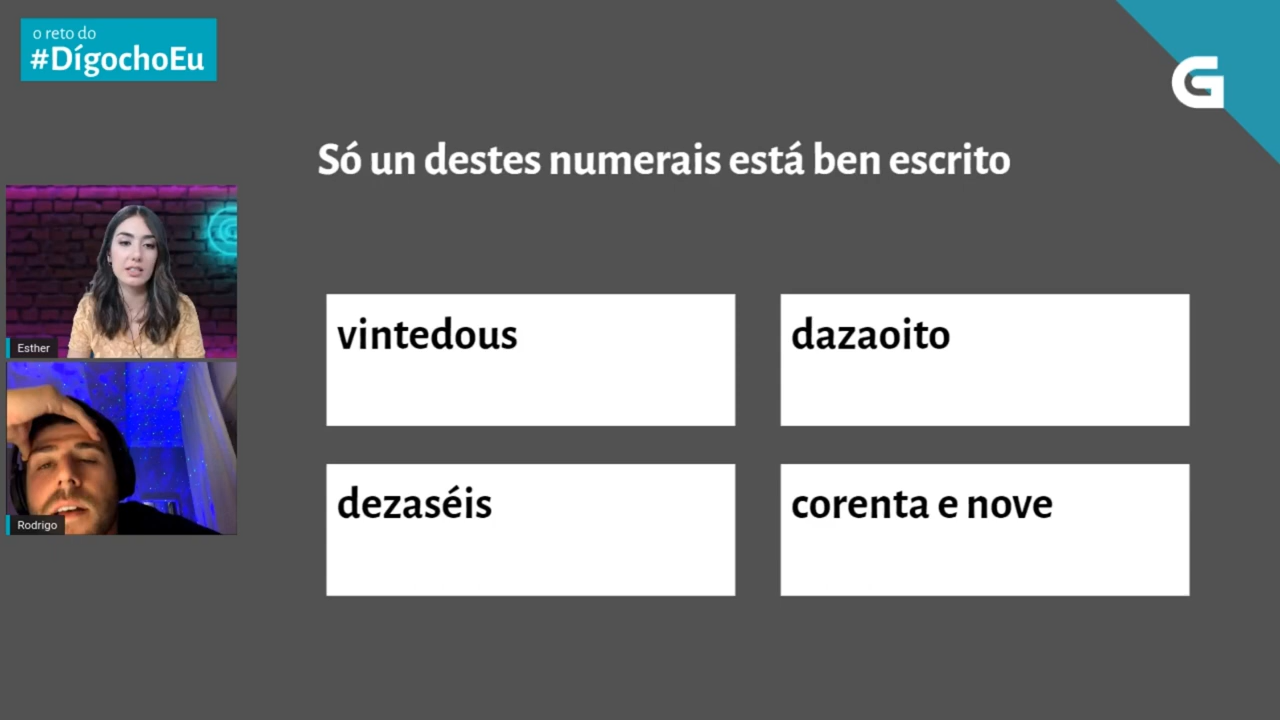 o reto do
#DígochoEu
G
Só un destes numerais está ben escrito
Esther
Rodrigo
vintedous
dazaoito
dezaséis
corenta e nove